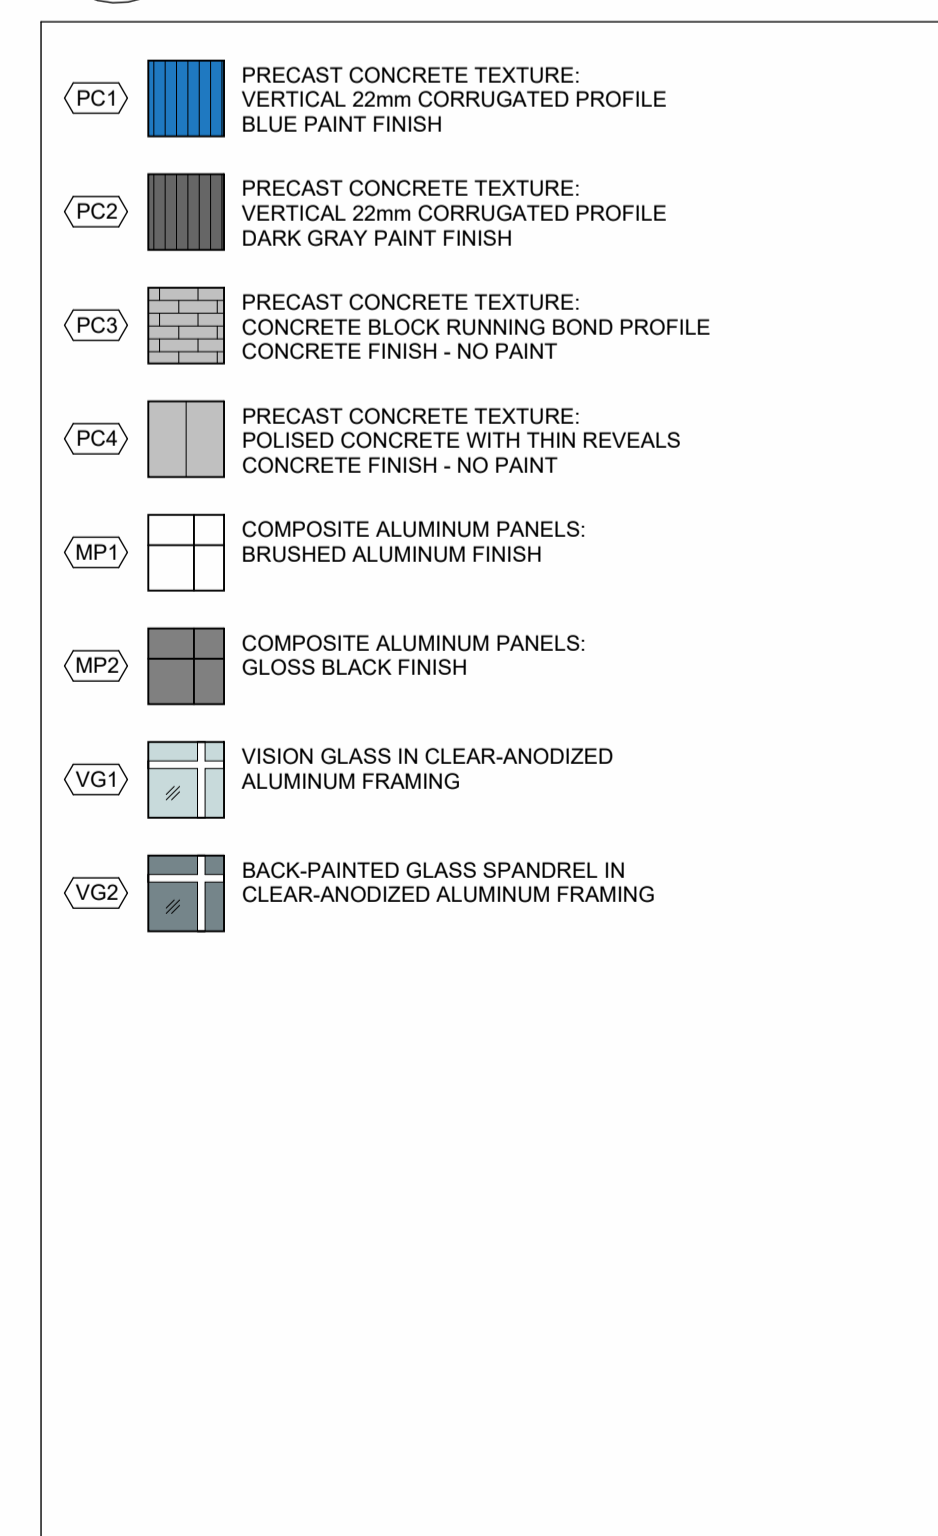 PC1
PRECAST CONCRETE TEXTURE:
VERTICAL 22mm CORRUGATED PROFILE
BLUE PAINT FINISH
PC2
PRECAST CONCRETE TEXTURE:
VERTICAL 22mm CORRUGATED PROFILE
DARK GRAY PAINT FINISH
PC3
PRECAST CONCRETE TEXTURE:
CONCRETE BLOCK RUNNING BOND PROFILE
CONCRETE FINISH - NO PAINT
PC4
PRECAST CONCRETE TEXTURE:
POLISED CONCRETE WITH THIN REVEALS
CONCRETE FINISH - NO PAINT
MP1
COMPOSITE ALUMINUM PANELS:
BRUSHED ALUMINUM FINISH
MP2
COMPOSITE ALUMINUM PANELS:
GLOSS BLACK FINISH
VG1
VISION GLASS IN CLEAR-ANODIZED
ALUMINUM FRAMING
VG2
BACK-PAINTED GLASS SPANDREL IN
CLEAR-ANODIZED ALUMINUM FRAMING